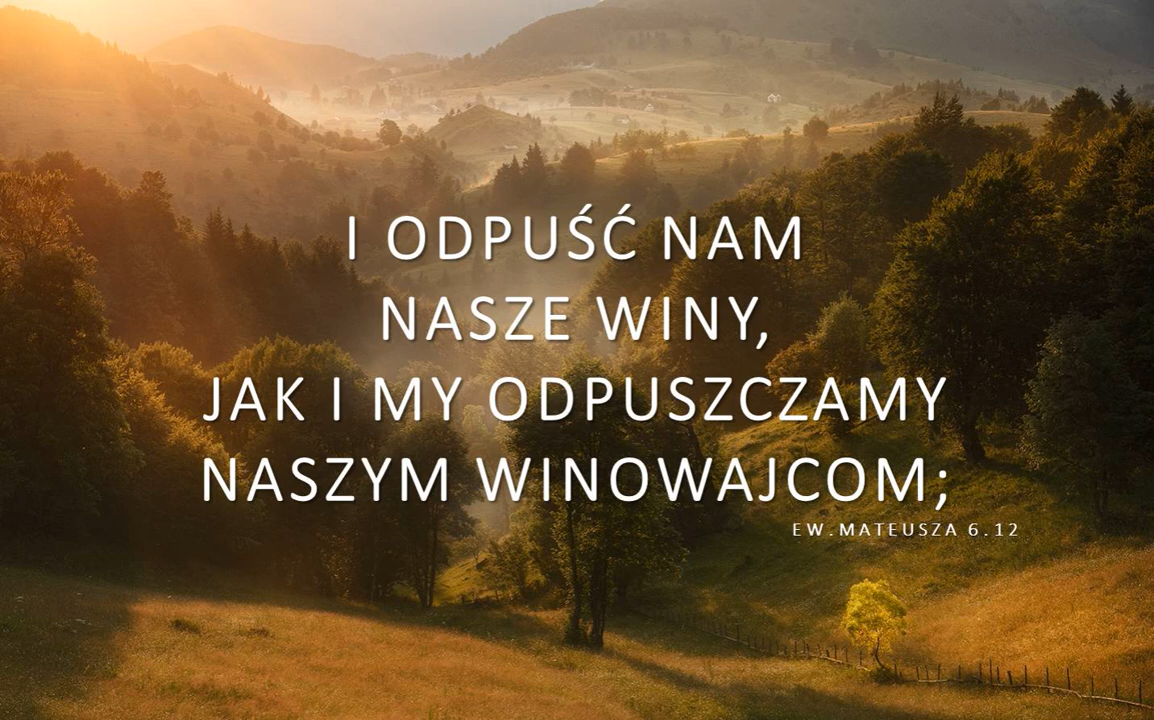 I ODPUŚĆ NAM
NASZE WINY,
JAK I MY ODPUSZCZAMY
NASZYM WINOWAJCOM;
EW.MATEUSZA 6.12